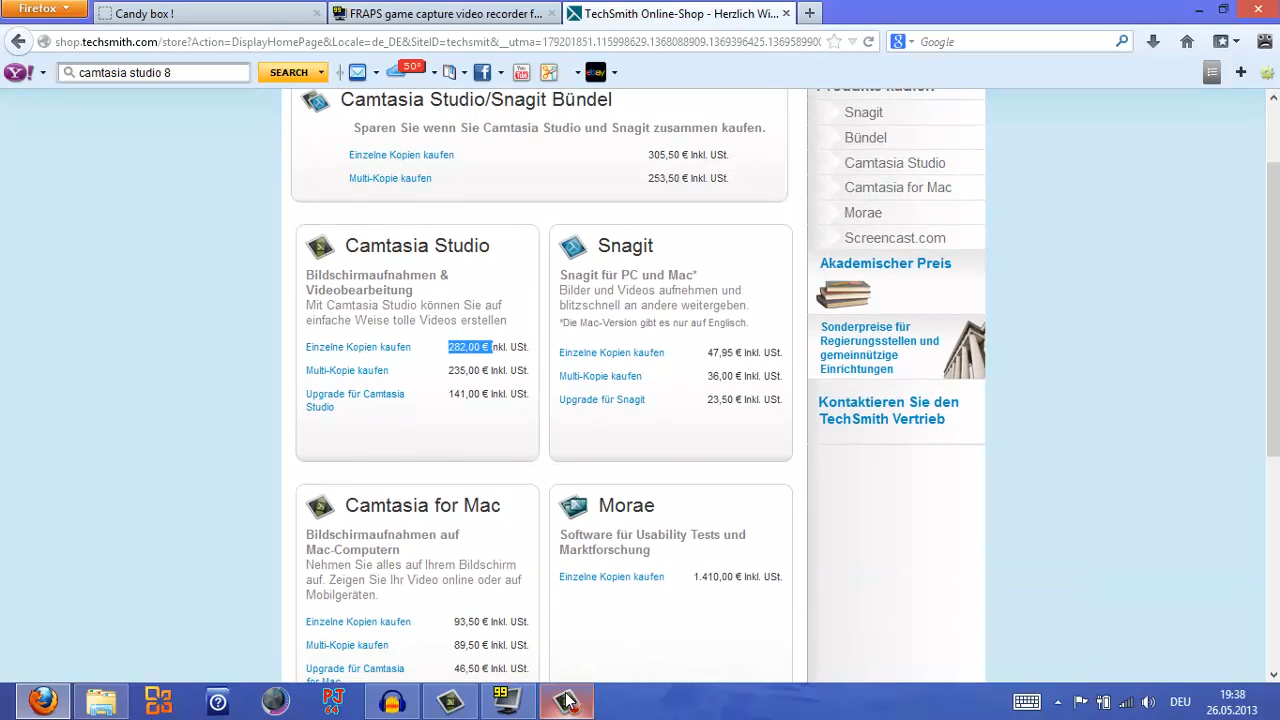 Firefox
Candy box !
FRAPS game capture video recorder f...
TechSmith Online-Shop - Herzlich Wi...
shop.techsmith.com/store?Action=DisplayHomePage&Locale=de_DE&SiteID=techsmit&__utma=179201851.115998629.1368088909.1369396425.1369589900
Google
camtasia studio 8
SEARCH
50°
ebay
Camtasia Studio/Snagit Bündel
Sparen Sie wenn Sie Camtasia Studio und Snagit zusammen kaufen.
Einzelne Kopien kaufen 305,50 € Inkl. USt.
Multi-Kopie kaufen 253,50 € Inkl. USt.
Camtasia Studio
Bildschirmaufnahmen &
Videobearbeitung
Mit Camtasia Studio können Sie auf
einfache Weise tolle Videos erstellen
Einzelne Kopien kaufen 282,00 € Inkl. USt.
Multi-Kopie kaufen 235,00 € Inkl. USt.
Upgrade für Camtasia 141,00 € Inkl. USt.
Studio
Snagit
Snagit für PC und Mac*
Bilder und Videos aufnehmen und
blitzschnell an andere weitergeben.
*Die Mac-Version gibt es nur auf Englisch.
Einzelne Kopien kaufen 47,95 € Inkl. USt.
Multi-Kopie kaufen 36,00 € Inkl. USt.
Upgrade für Snagit 23,50 € Inkl. USt.
Camtasia for Mac
Bildschirmaufnahmen auf
Mac-Computern
Nehmen Sie alles auf Ihrem Bildschirm
auf. Zeigen Sie Ihr Video online oder auf
Mobilgeräten.
Einzelne Kopien kaufen 93,50 € Inkl. USt.
Multi-Kopie kaufen 89,50 € Inkl. USt.
Upgrade für Camtasia 46,50 € Inkl. USt.
for Mac
Morae
Software für Usability Tests und
Marktforschung
Einzelne Kopien kaufen 1.410,00 € Inkl. USt.
Produkte kaufen
Snagit
Bündel
Camtasia Studio
Camtasia for Mac
Morae
Screencast.com
Akademischer Preis
Sonderpreise für
Regierungsstellen und
gemeinnützige
Einrichtungen
Kontaktieren Sie den
TechSmith Vertrieb
PT
64
99
DEU
19:38
26.05.2013